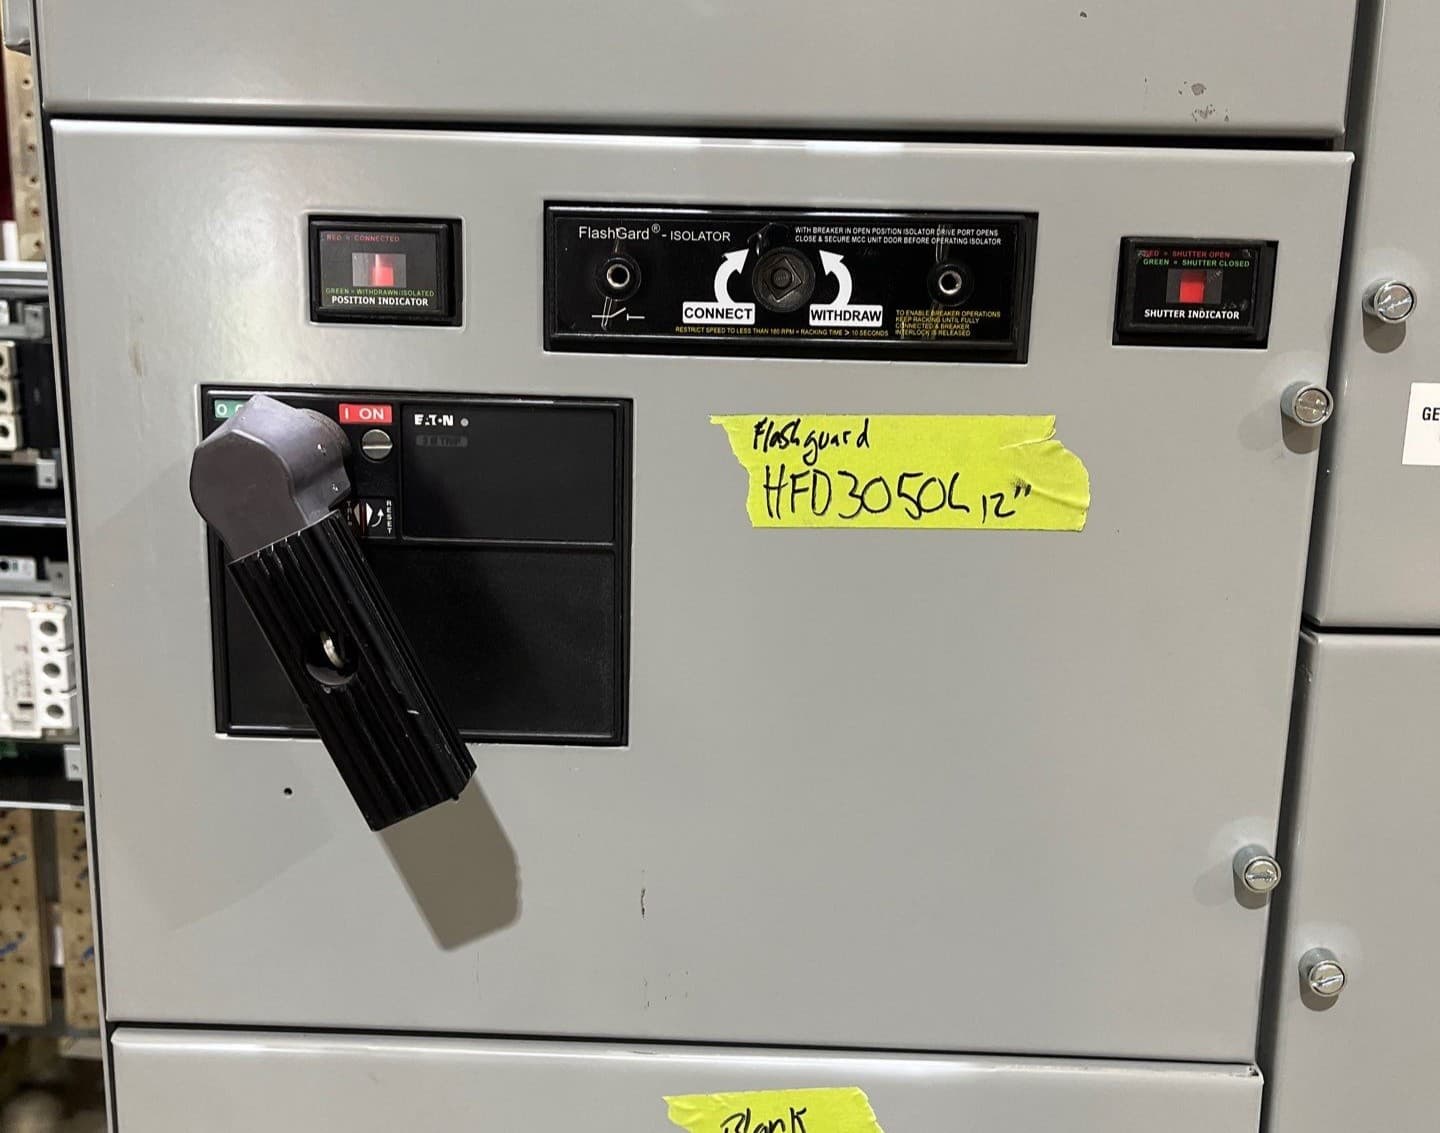 RED = CONNECTED
GREEN = WITHDRAWN/ISOLATED
POSITION INDICATOR
FlashGard® - ISOLATOR
WITH BREAKER IN OPEN POSITION ISOLATOR DRIVE PORT OPENS
CLOSE & SECURE MCC UNIT DOOR BEFORE OPERATING ISOLATOR
CONNECT
WITHDRAW
TO ENABLE BREAKER OPERATIONS
KEEP RACKING UNTIL FULLY
CONNECTED & BREAKER
INTERLOCK IS RELEASED
RESTRICT SPEED TO LESS THAN 180 RPM = RACKING TIME > 10 SECONDS
RED = SHUTTER OPEN
GREEN = SHUTTER CLOSED
SHUTTER INDICATOR
O
I ON
EATON
RESET
Flashguard
HFD3050L 12"
GE
Blank